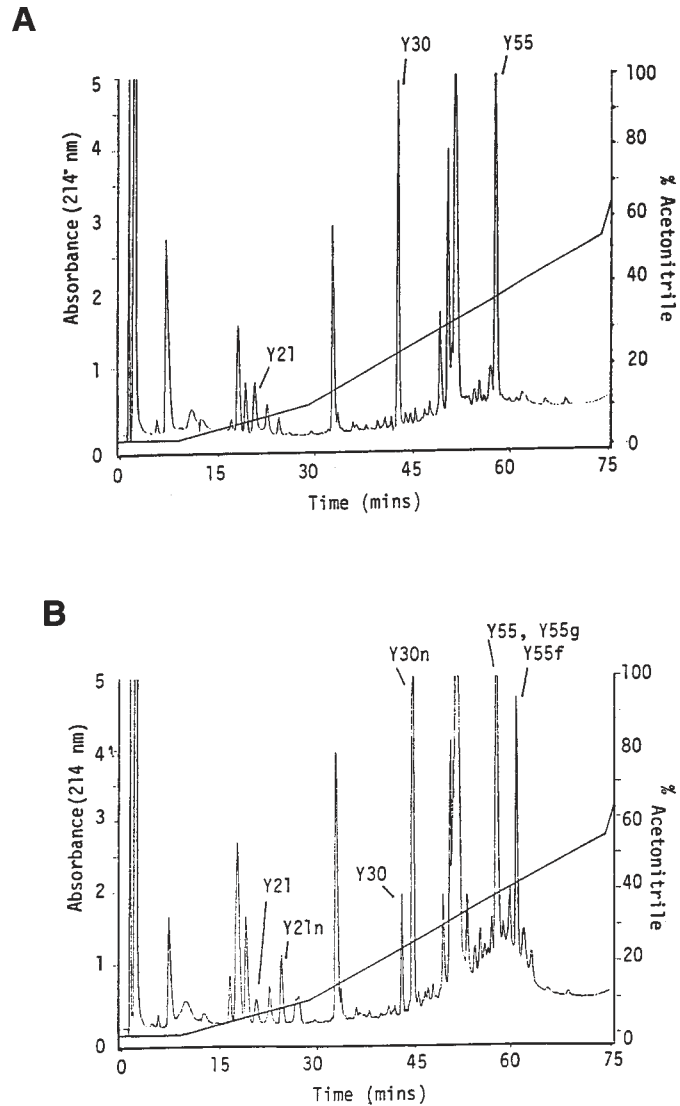 A
Y30
Y55
5
4
3
2
1
0
Absorbance (214 nm)
Y21
100
80
60
40
20
0
% Acetonitrile
0
15
30
45
60
75
Time (mins)
B
Y55, Y55g
Y55f
Y30n
Y30
Y21
Y21n
5
4
3
2
1
0
Absorbance (214 nm)
100
80
60
40
20
0
% Acetonitrile
0
15
30
45
60
75
Time (mins)